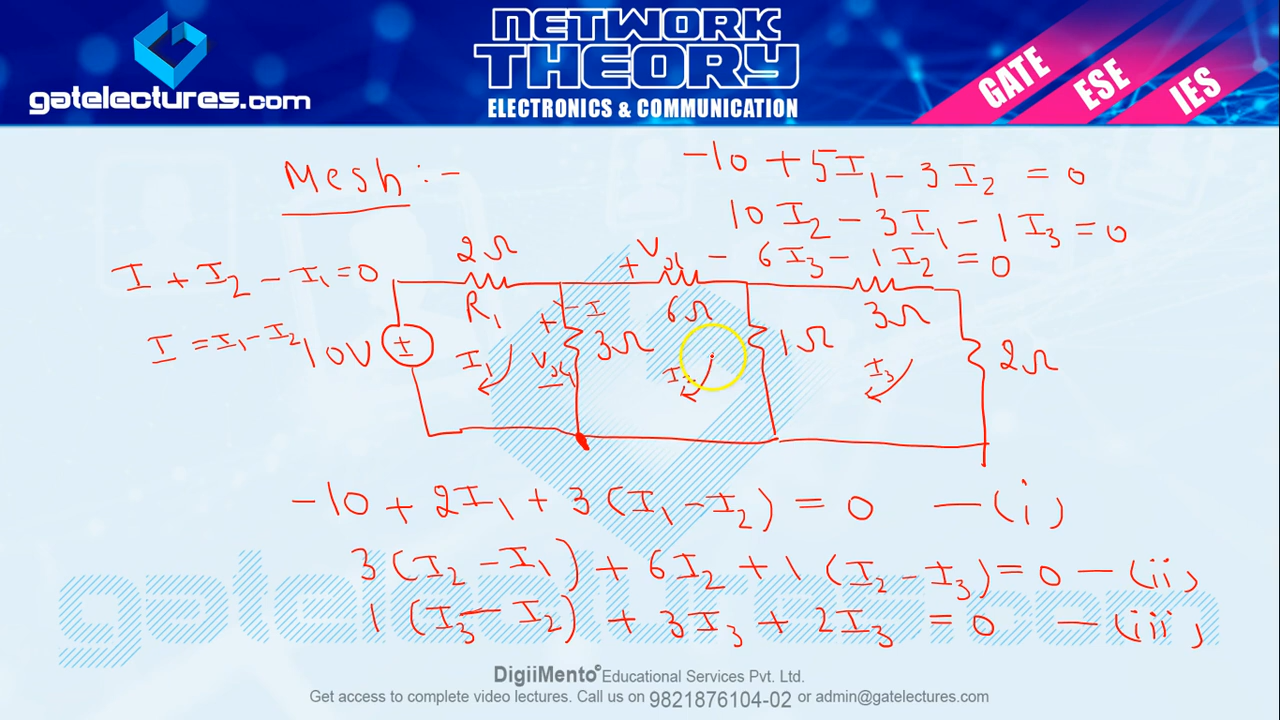 gatelectures.com
NETWORK
THEORY
ELECTRONICS & COMMUNICATION
GATE
ESE
IES
Mesh :-
-10 + 5I₁ - 3I₂ = 0
10I₂ - 3I₁ - 1I₃ = 0
6I₃ - 1I₂ = 0
I + I₂ - I₁ = 0
I = I₁ - I₂
2Ω
R₁
+ Vx -
6Ω
3Ω
10V
±
I₁
+
- I
Vx₁
3Ω
1Ω
I₃
2Ω
-10 + 2I₁ + 3(I₁ - I₂) = 0 — (i)
3(I₂ - I₁) + 6I₂ + 1(I₂ - I₃) = 0 — (ii)
1(I₃ - I₂) + 3I₃ + 2I₃ = 0 — (iii)
gatelectures.com
DigiiMento© Educational Services Pvt. Ltd.
Get access to complete video lectures. Call us on 9821876104-02 or admin@gatelectures.com